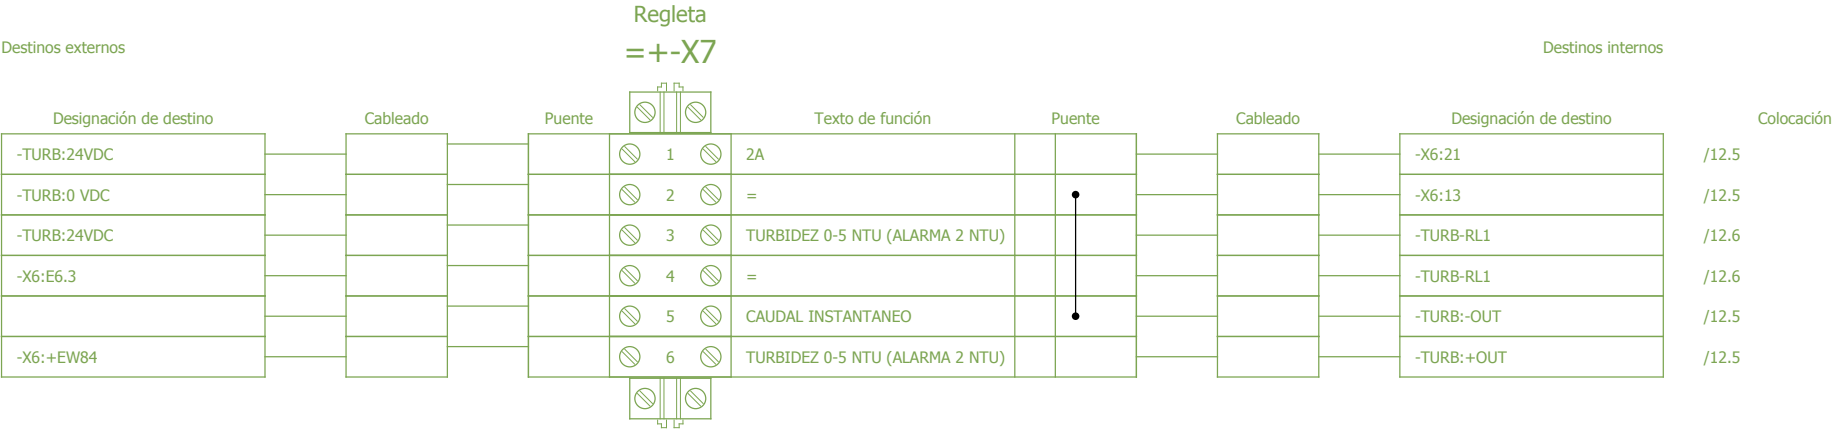 Regleta
Destinos externos =+-X7 Destinos internos
Designación de destino Cableado Puente Texto de función Puente Cableado Designación de destino Colocación
-TURB:24VDC 1 2A -X6:21 /12.5
-TURB:0 VDC 2 = -X6:13 /12.5
-TURB:24VDC 3 TURBIDEZ 0-5 NTU (ALARMA 2 NTU) -TURB-RL1 /12.6
-X6:E6.3 4 = -TURB-RL1 /12.6
5 CAUDAL INSTANTANEO -TURB:-OUT /12.5
-X6:+EW84 6 TURBIDEZ 0-5 NTU (ALARMA 2 NTU) -TURB:+OUT /12.5